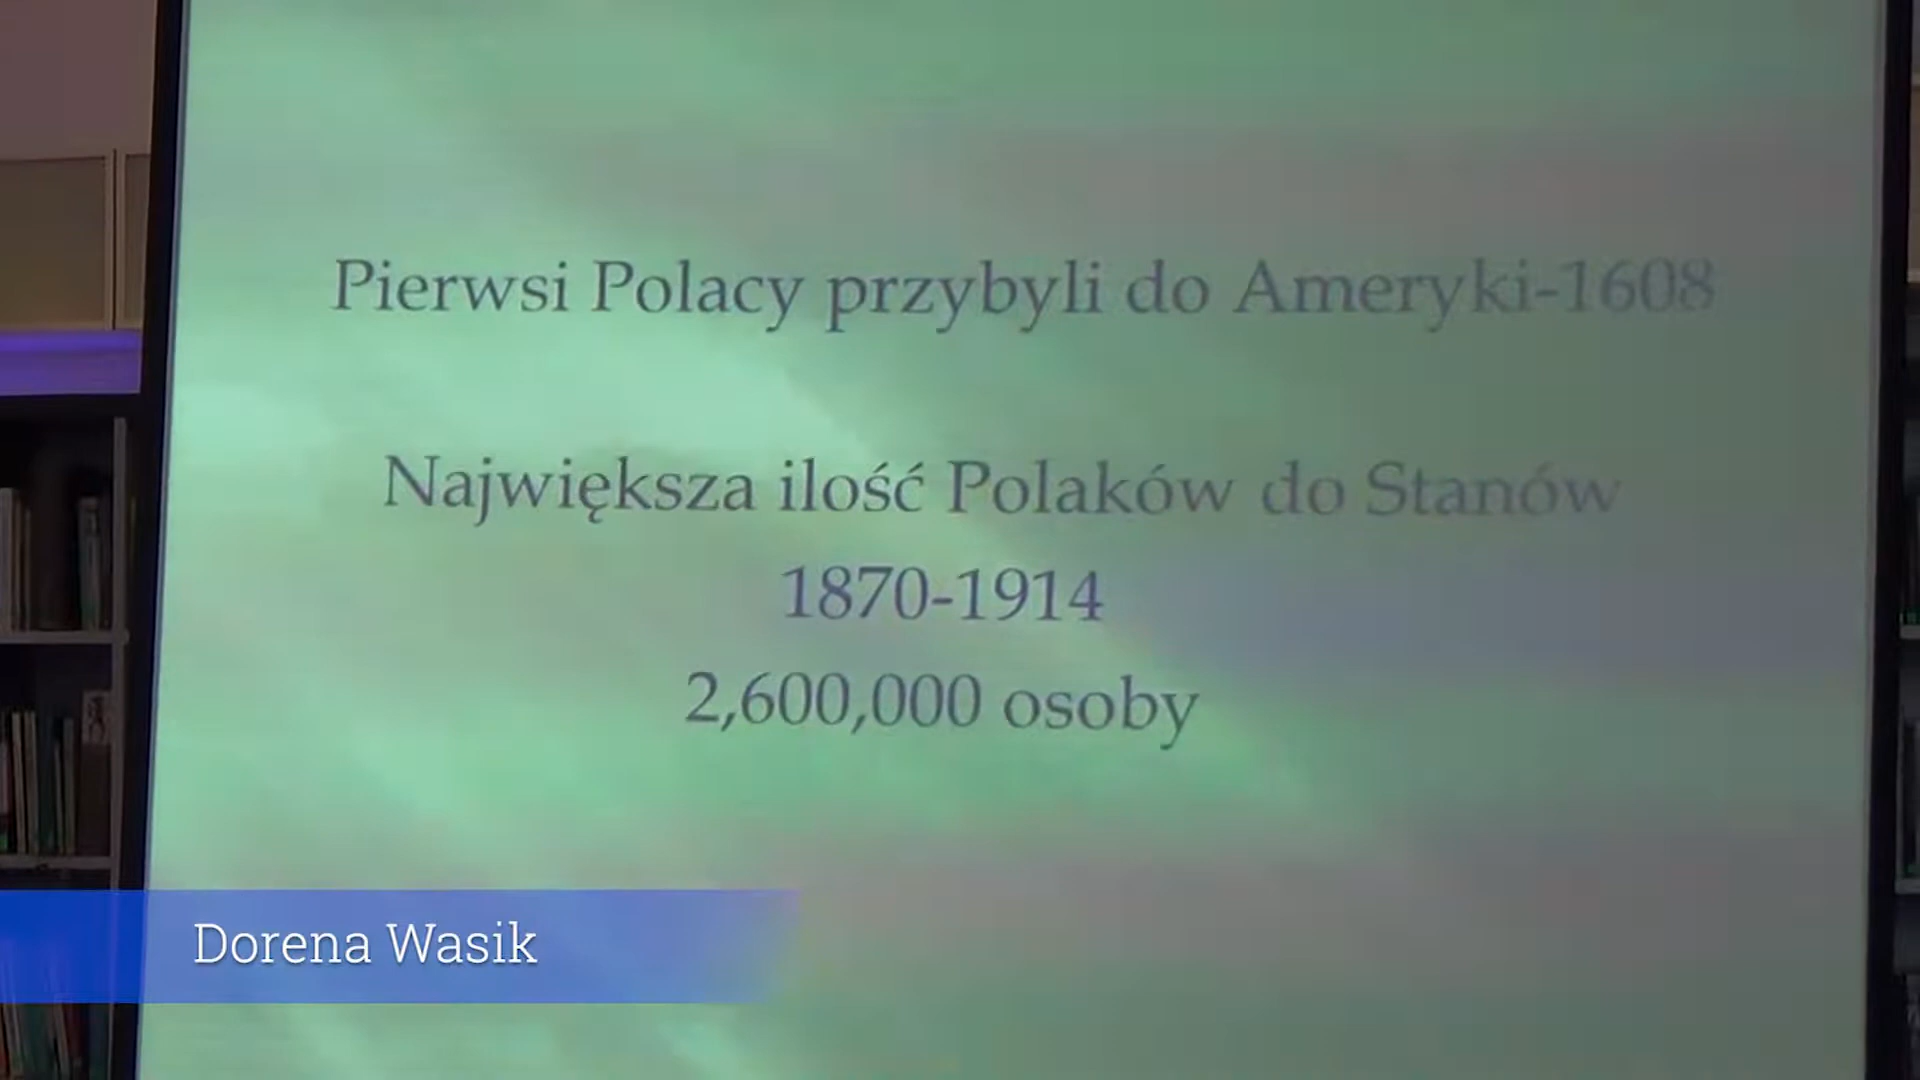 Pierwsi Polacy przybyli do Ameryki-1608
Największa ilość Polaków do Stanów
1870-1914
2,600,000 osoby
Dorena Wasik